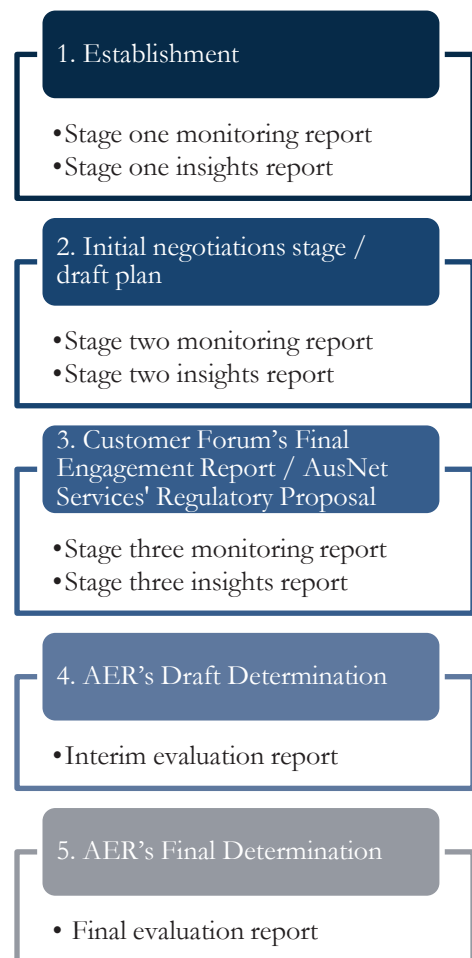 1. Establishment
•Stage one monitoring report
•Stage one insights report
2. Initial negotiations stage /
draft plan
•Stage two monitoring report
•Stage two insights report
3. Customer Forum's Final
Engagement Report / AusNet
Services' Regulatory Proposal
•Stage three monitoring report
•Stage three insights report
4. AER's Draft Determination
•Interim evaluation report
5. AER's Final Determination
• Final evaluation report